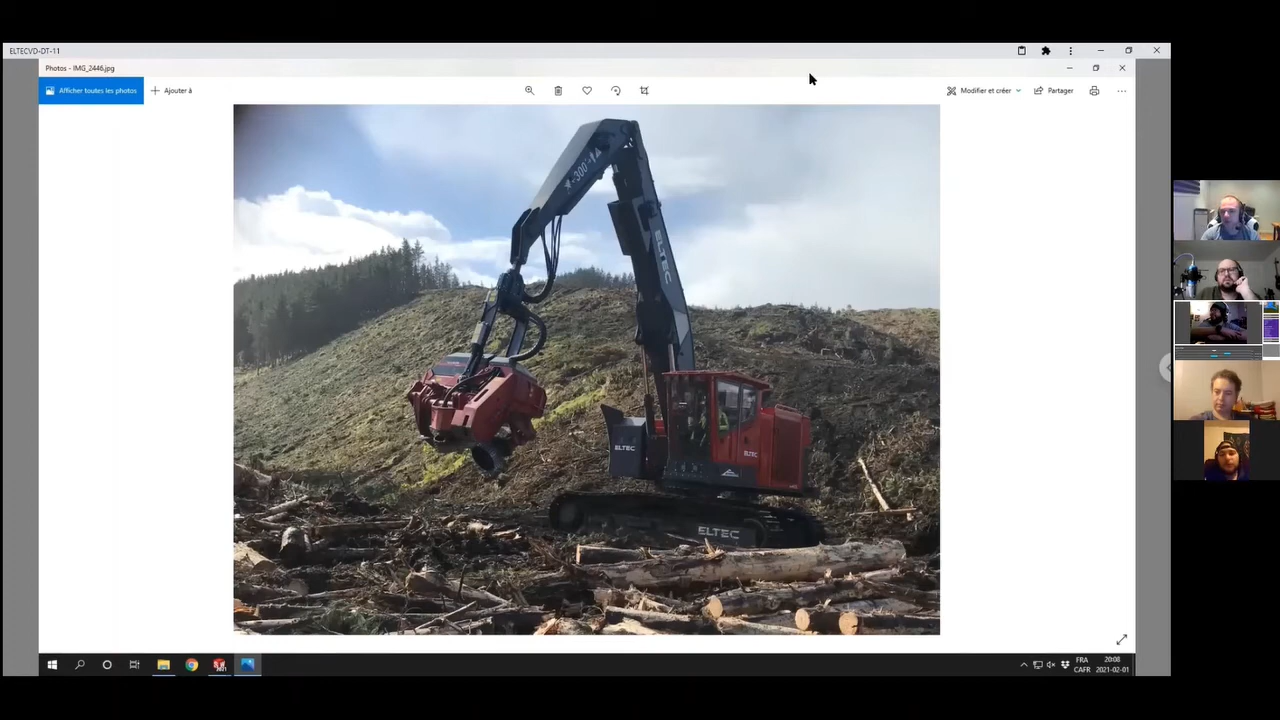 ELTECVD-DT-11
Photos - IMG_2446.jpg
Afficher toutes les photos
Ajouter à
Modifier et créer
Partager
300
ELTEC
ELTEC
ELTEC
ELTEC
FRA
CAFR
20:08
2021-02-01